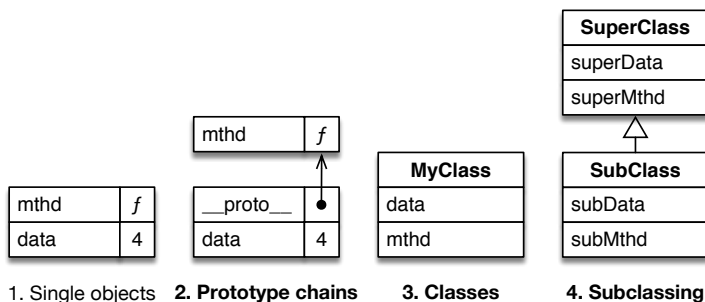 mthd ƒ
data 4
1. Single objects
mthd ƒ
__proto__
data 4
2. Prototype chains
MyClass
data
mthd
3. Classes
SuperClass
superData
superMthd
SubClass
subData
subMthd
4. Subclassing